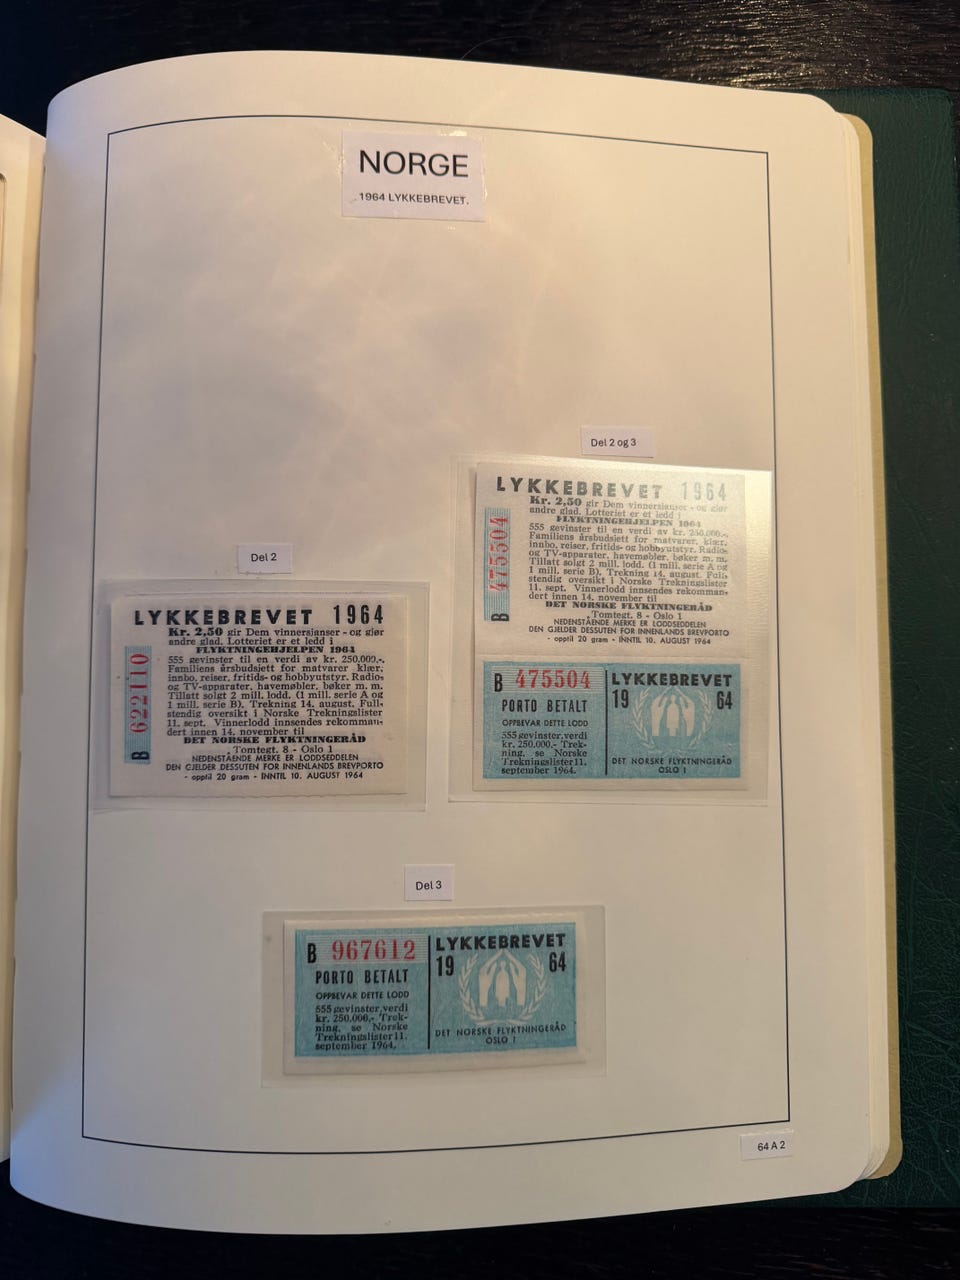 NORGE
1964 LYKKEBREVET.
Del 2 og 3
LYKKEBREVET 1964
Kr. 2,50 gir Dem vinnersjanser - og gjør
andre glad. Lotteriet er et ledd i
FLYKTNINGEHJELPEN 1964
555 gevinster til en verdi av kr. 250.000,-.
Familiens årsbudsjett for matvarer, klær,
innbo, reiser, fritids- og hobbyutstyr. Radio-
og TV-apparater, havemøbler, bøker m. m.
Tillatt solgt 2 mill. lodd. (1 mill. serie A og
1 mill. serie B). Trekning 14. august. Full-
stendig oversikt i Norske Trekningslister
11. sept. Vinnerlodd innsendes rekomman-
dert innen 14. november til
DET NORSKE FLYKTNINGERÅD
Tomtegt. 8 - Oslo 1
NEDENSTÅENDE MERKE ER LODDSEDDELEN
DEN GJELDER DESSUTEN FOR INNENLANDS BREVPORTO
- opptil 20 gram - INNTIL 10. AUGUST 1964
B 475504
B 475504
PORTO BETALT
OPPBEVAR DETTE LODD
555 gevinster, verdi
kr. 250.000,- Trek-
ning, se Norske
Trekningslister 11.
september 1964.
LYKKEBREVET
19 64
DET NORSKE FLYKTNINGERÅD
OSLO 1
Del 2
LYKKEBREVET 1964
Kr. 2,50 gir Dem vinnersjanser - og gjør
andre glad. Lotteriet er et ledd i
FLYKTNINGEHJELPEN 1964
555 gevinster til en verdi av kr. 250.000,-.
Familiens årsbudsjett for matvarer, klær,
innbo, reiser, fritids- og hobbyutstyr. Radio-
og TV-apparater, havemøbler, bøker m. m.
Tillatt solgt 2 mill. lodd. (1 mill. serie A og
1 mill. serie B). Trekning 14. august. Full-
stendig oversikt i Norske Trekningslister
11. sept. Vinnerlodd innsendes rekomman-
dert innen 14. november til
DET NORSKE FLYKTNINGERÅD
Tomtegt. 8 - Oslo 1
NEDENSTÅENDE MERKE ER LODDSEDDELEN
DEN GJELDER DESSUTEN FOR INNENLANDS BREVPORTO
- opptil 20 gram - INNTIL 10. AUGUST 1964
B 622110
Del 3
B 967612
PORTO BETALT
OPPBEVAR DETTE LODD
555 gevinster, verdi
kr. 250.000,- Trek-
ning, se Norske
Trekningslister 11.
september 1964.
LYKKEBREVET
19 64
DET NORSKE FLYKTNINGERÅD
OSLO 1
64 A 2